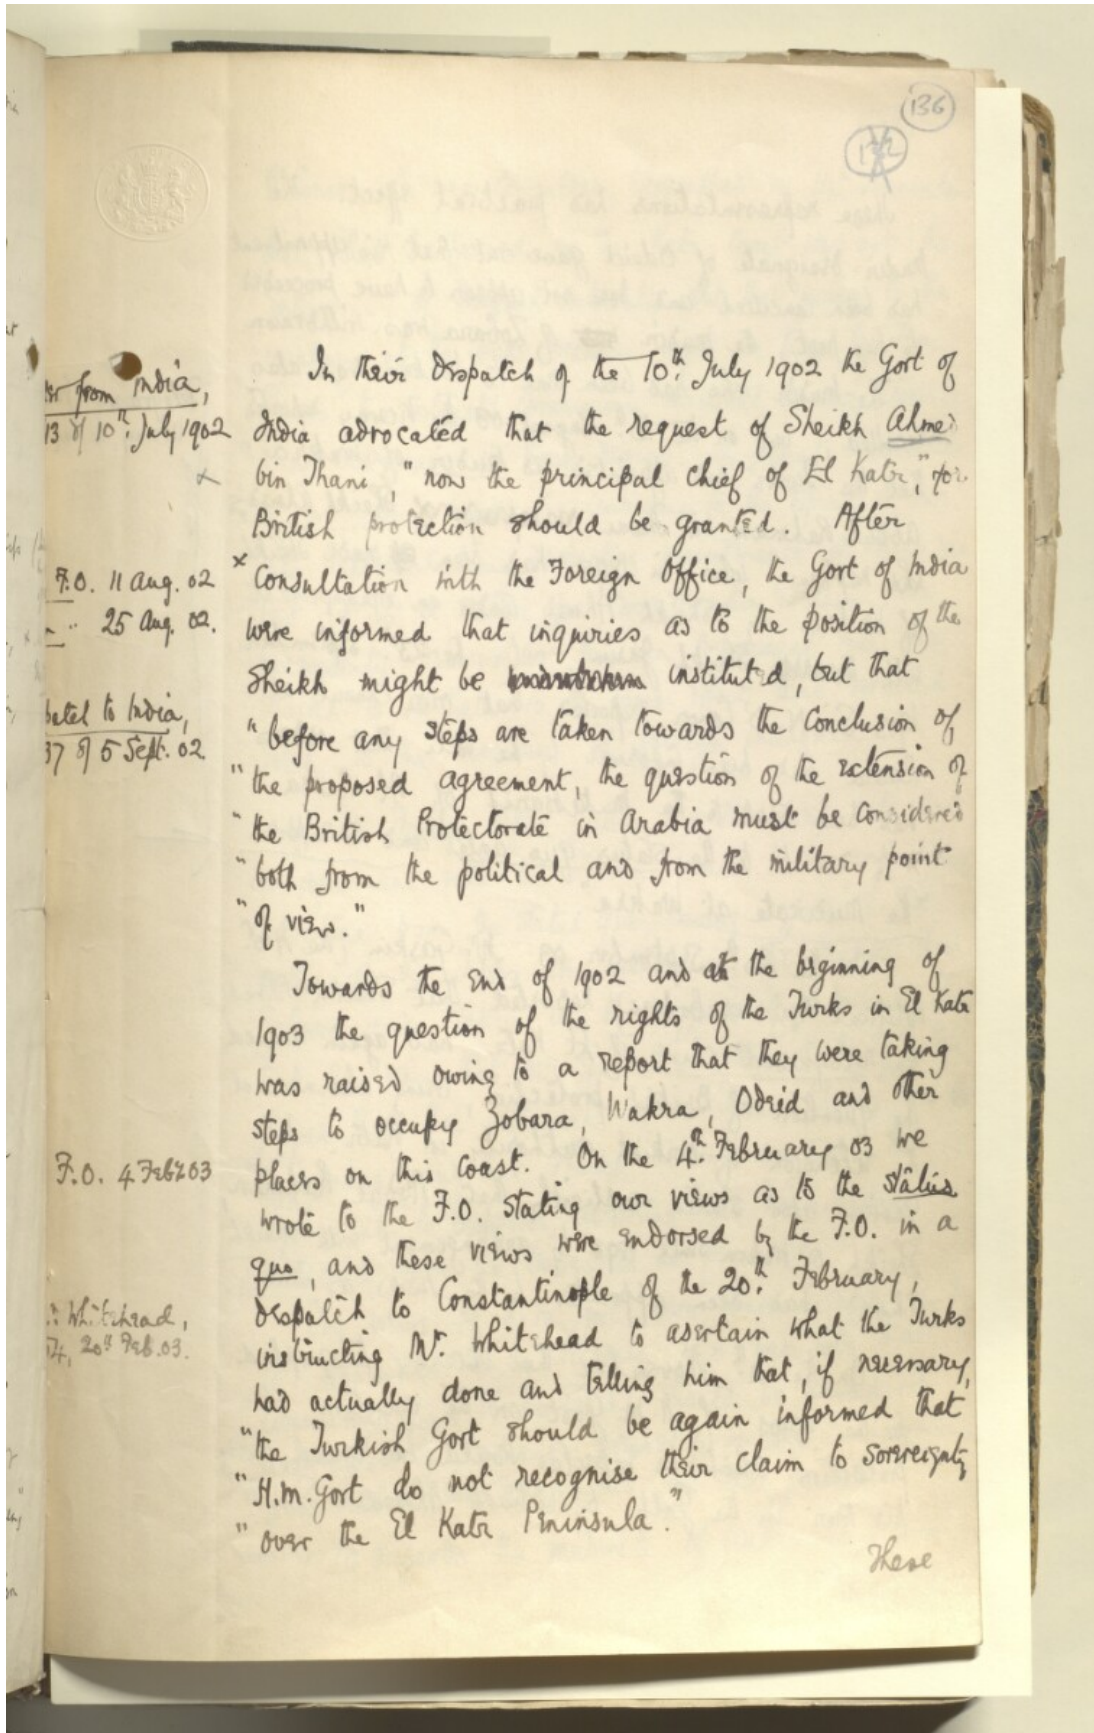 136
In their Despatch of the 10th. July 1902 the Govt of
India advocated that the request of Sheikh Ahmed
bin Thani, "now the principal chief of El Katr," for
British protection should be granted. After
x Consultation with the Foreign Office, the Govt of India
were informed that inquiries as to the position of the
Sheikh might be instituted, but that
"before any steps are taken towards the conclusion of
"the proposed agreement, the question of the extension of
"the British Protectorate in Arabia must be considered
"both from the political and from the military point
"of view."
Towards the end of 1902 and at the beginning of
1903 the question of the rights of the Turks in El Katr
was raised owing to a report that they were taking
steps to occupy Zobara, Wakra, Odeid and other
places on this coast. On the 4th. February 03 we
wrote to the F.O. stating our views as to the status
quo, and these views were endorsed by the F.O. in a
despatch to Constantinople of the 20th. February,
instructing Mr. Whitehead to asertain what the Turks
had actually done and telling him that, if necessary,
"the Turkish Govt should be again informed that
"H.M. Govt do not recognise their claim to sovereignty
"over the El Katr Peninsula."
These
from India,
13 of 10th. July 1902
x
F.O. 11 Aug. 02
" 25 Aug. 02.
to India,
37 of 5 Sept. 02
F.O. 4 Feby 03
Whitehead,
4, 20th Feb. 03.